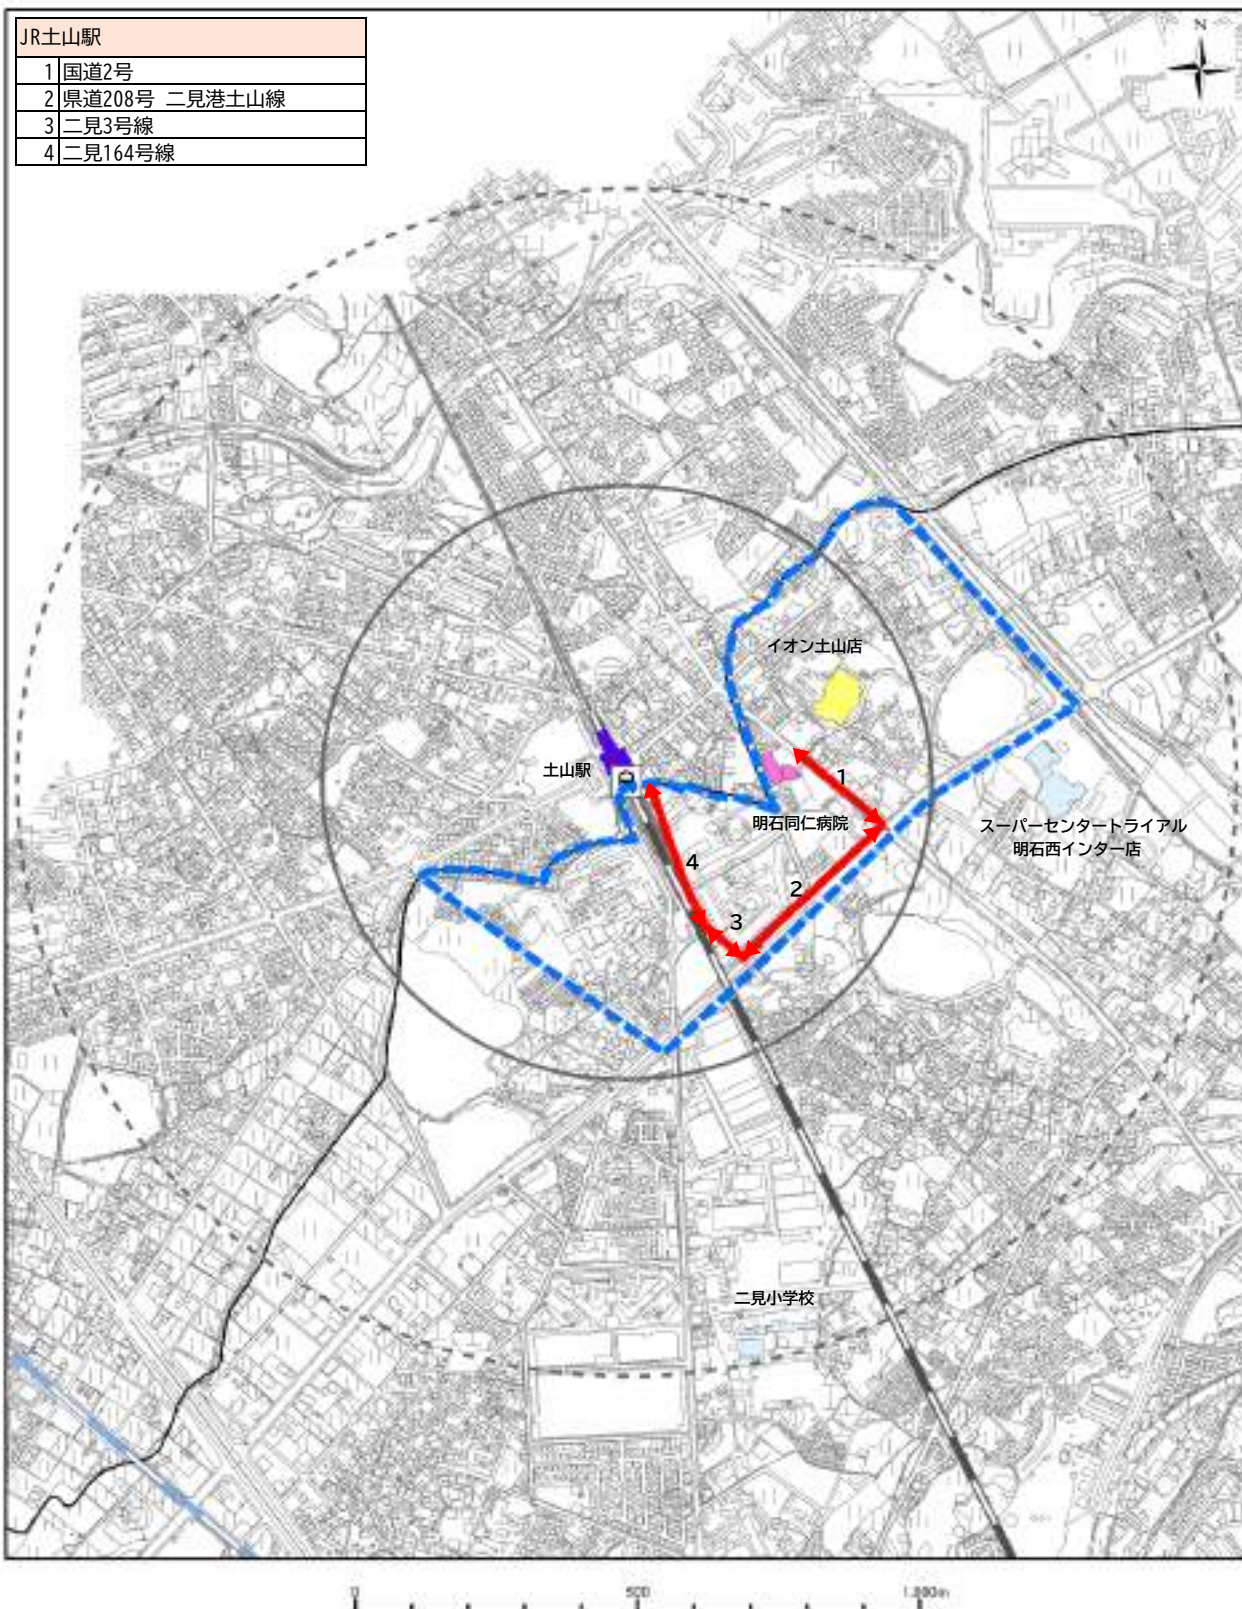 JR土山駅
1 国道2号
2 県道208号 二見港土山線
3 二見3号線
4 二見164号線
N
イオン土山店
土山駅
1
明石同仁病院
スーパーセンタートライアル
明石西インター店
4
2
3
二見小学校
0 500 1,000m